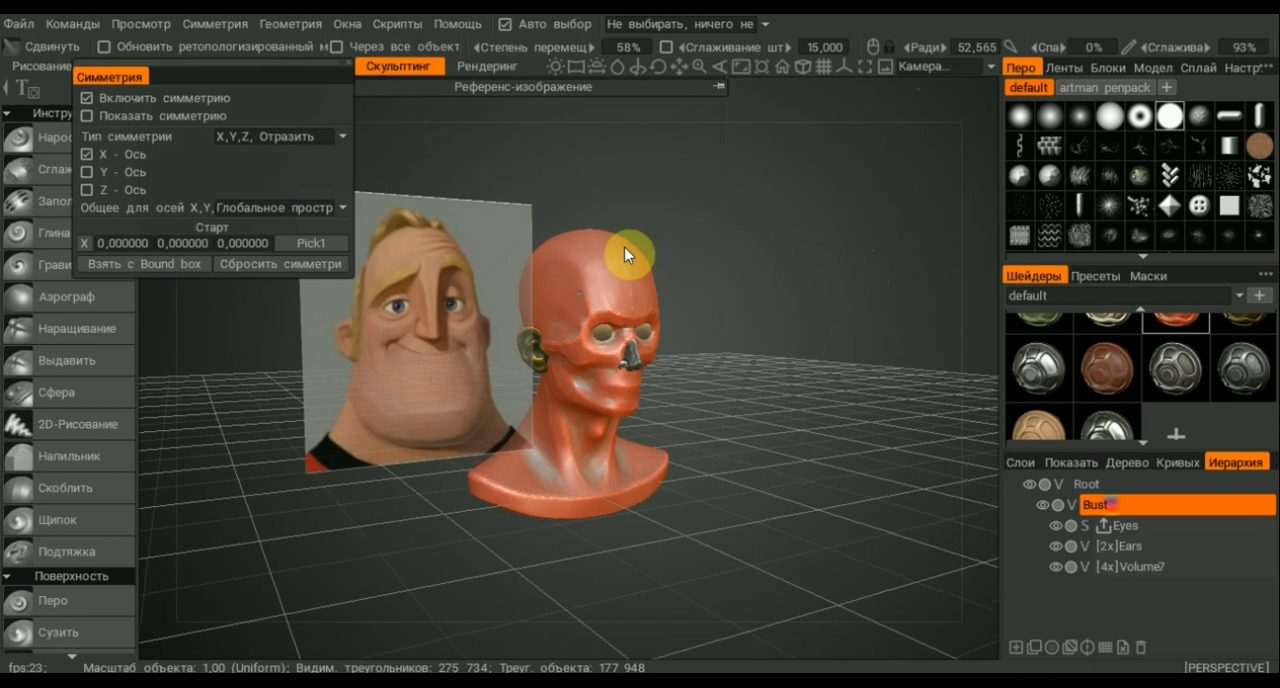 Файл Команды Просмотр Симметрия Геометрия Окна Скрипты Помощь Авто выбор Не выбирать, ничего не
Сдвинуть Обновить ретопологизированный м Через все объект Степень перемещ 58% Сглаживание шт 15,000 Ради 52,565 Спа 0% Сглажива 93%
Рисование Скульптинг Рендеринг Камера...
Перо Ленты Блоки Модел Сплай Настр
Референс-изображение
default artman penpack
Симметрия
Включить симметрию
Показать симметрию
Тип симметрии X,Y,Z, Отразить
X - Ось
Y - Ось
Z - Ось
Общее для осей X,Y, Глобальное простр
Старт
X 0,000000 0,000000 0,000000 Pick1
Взять с Bound box Сбросить симметри
Инстру
Нарос
Сглаж
Запол
Глина
Грави
Аэрограф
Наращивание
Выдавить
Сфера
2D-Рисование
Напильник
Скоблить
Щипок
Подтяжка
Поверхность
Перо
Сузить
Шейдеры Пресеты Маски
default
Слои Показать Дерево Кривых Иерархия
V Root
V Bust
S Eyes
V [2x]Ears
V [4x]Volume7
fps:23; Масштаб объекта: 1,00 (Uniform); Видим. треугольников: 275 734; Треуг. объекта: 177 948 [PERSPECTIVE]